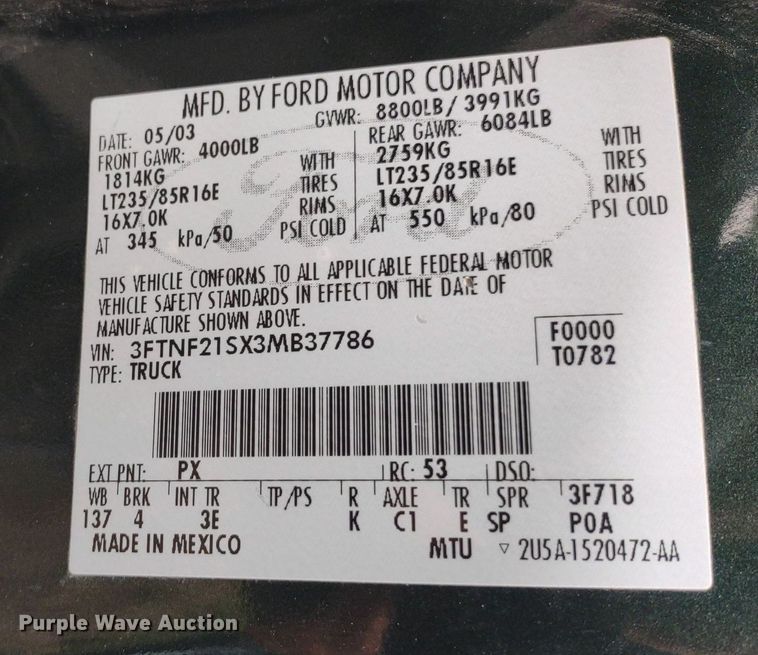 MFD. BY FORD MOTOR COMPANY
DATE: 05/03 GVWR: 8800LB/ 3991KG
FRONT GAWR: 4000LB REAR GAWR: 6084LB
1814KG WITH 2759KG WITH
LT235/85R16E TIRES LT235/85R16E TIRES
16X7.0K RIMS 16X7.0K RIMS
AT 345 kPa/50 PSI COLD AT 550 kPa/80 PSI COLD
Ford
THIS VEHICLE CONFORMS TO ALL APPLICABLE FEDERAL MOTOR
VEHICLE SAFETY STANDARDS IN EFFECT ON THE DATE OF
MANUFACTURE SHOWN ABOVE.
VIN: 3FTNF21SX3MB37786 F0000
TYPE: TRUCK T0782
EXT PNT: PX RC: 53 DSO:
WB BRK INT TR TP/PS R AXLE TR SPR 3F718
137 4 3E K C1 E SP P0A
MADE IN MEXICO MTU ▽ 2U5A-1520472-AA
Purple Wave Auction